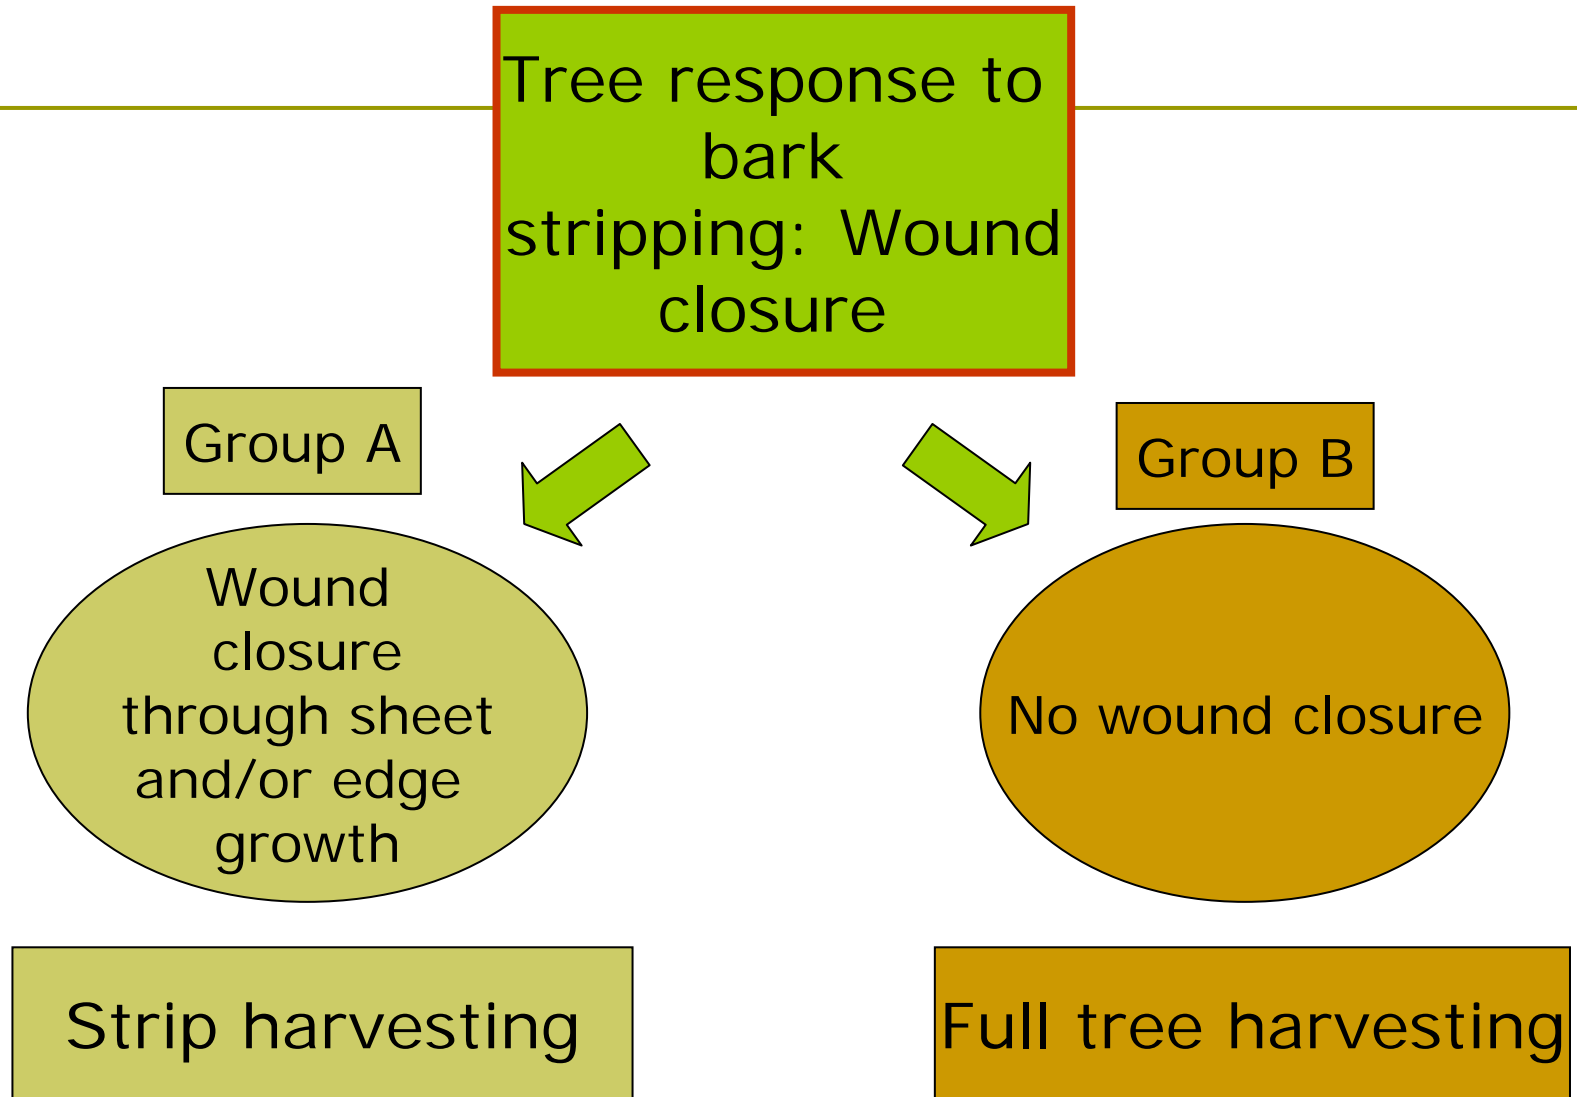 Tree response to
bark
stripping: Wound
closure
Group A
Group B
Wound
closure
through sheet
and/or edge
growth
No wound closure
Strip harvesting
Full tree harvesting